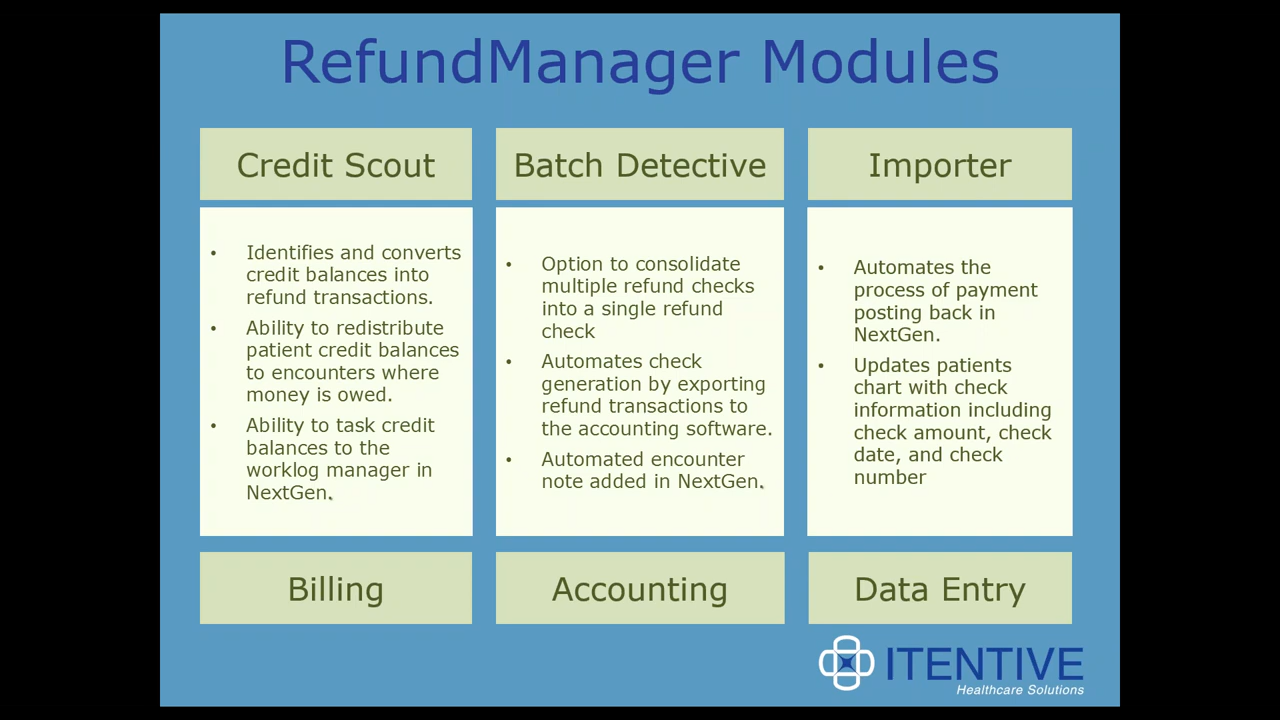 RefundManager Modules
Credit Scout
• Identifies and converts
credit balances into
refund transactions.
• Ability to redistribute
patient credit balances
to encounters where
money is owed.
• Ability to task credit
balances to the
worklog manager in
NextGen.
Billing
Batch Detective
• Option to consolidate
multiple refund checks
into a single refund
check
• Automates check
generation by exporting
refund transactions to
the accounting software.
• Automated encounter
note added in NextGen.
Accounting
Importer
• Automates the
process of payment
posting back in
NextGen.
• Updates patients
chart with check
information including
check amount, check
date, and check
number
Data Entry
ITENTIVE
Healthcare Solutions